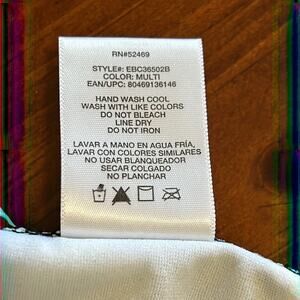 RN#52469
STYLE#: EBC36502B
COLOR: MULTI
EAN/UPC: 80469136146
HAND WASH COOL
WASH WITH LIKE COLORS
DO NOT BLEACH
LINE DRY
DO NOT IRON
LAVAR A MANO EN AGUA FRÍA,
LAVAR CON COLORES SIMILARES
NO USAR BLANQUEADOR
SECAR COLGADO
NO PLANCHAR